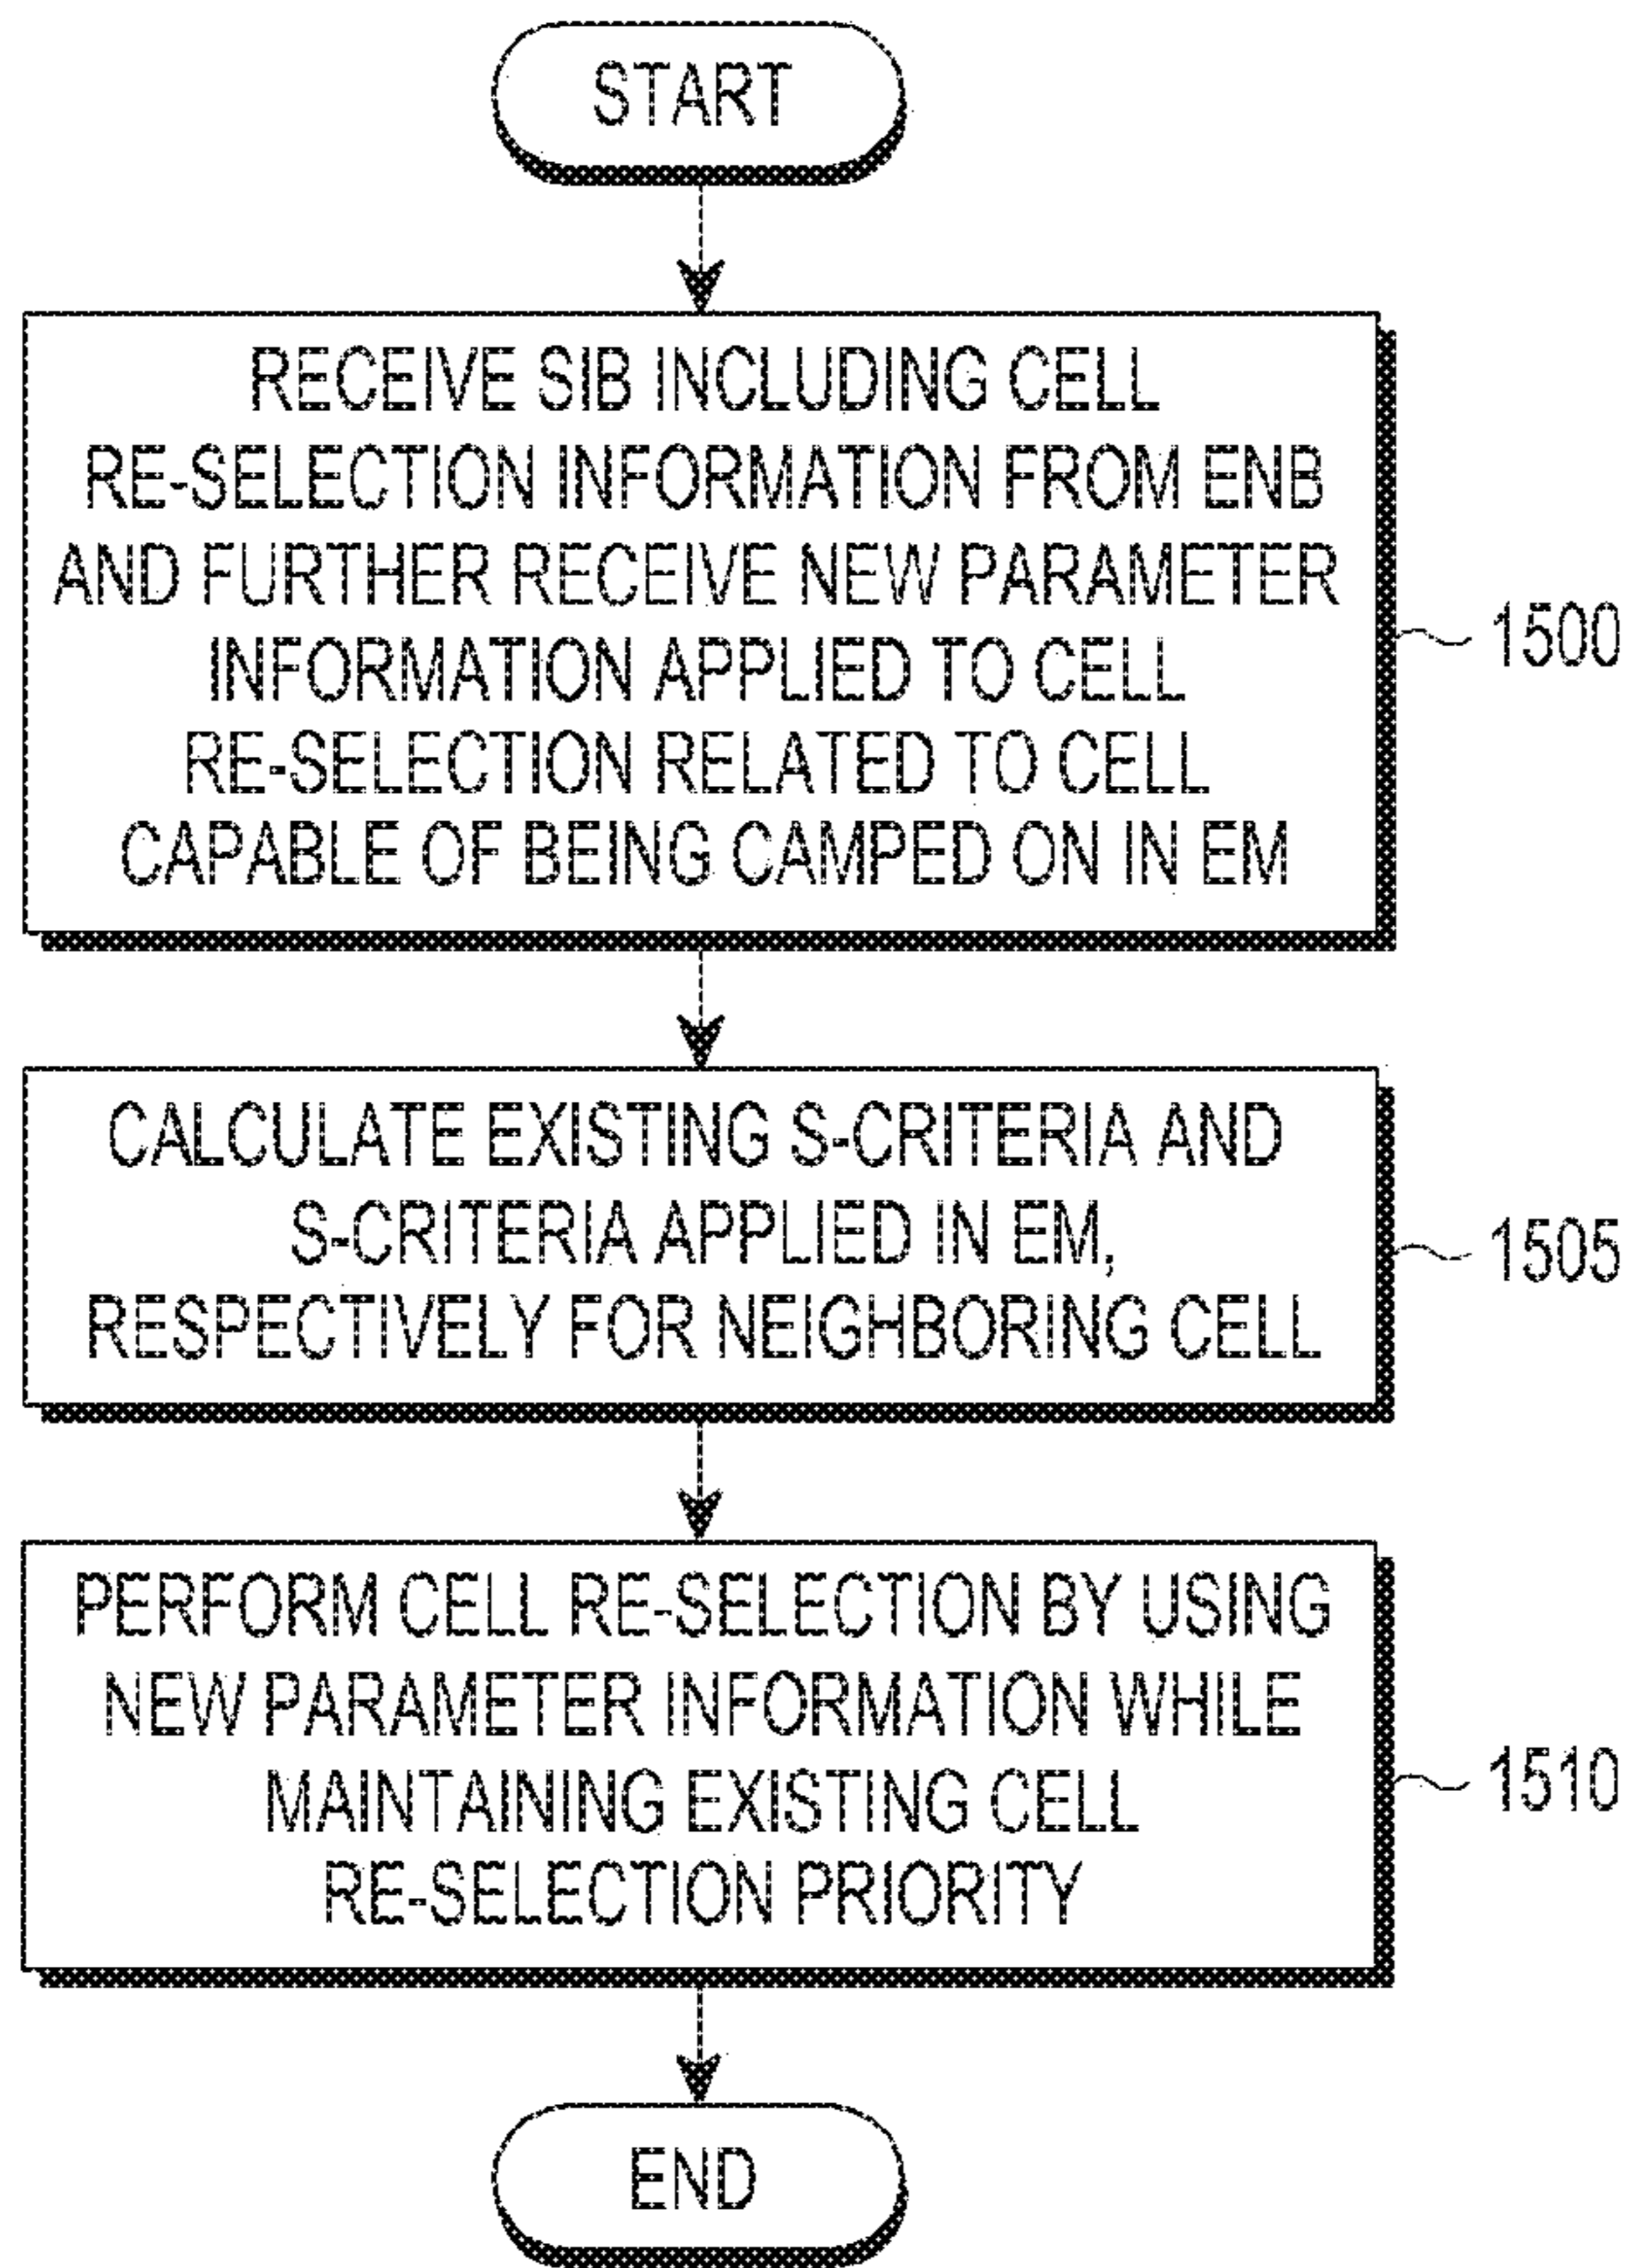 START
RECEIVE SIB INCLUDING CELL
RE-SELECTION INFORMATION FROM ENB
AND FURTHER RECEIVE NEW PARAMETER
INFORMATION APPLIED TO CELL
RE-SELECTION RELATED TO CELL
CAPABLE OF BEING CAMPED ON IN EM
1500
CALCULATE EXISTING S-CRITERIA AND
S-CRITERIA APPLIED IN EM,
RESPECTIVELY FOR NEIGHBORING CELL
1505
PERFORM CELL RE-SELECTION BY USING
NEW PARAMETER INFORMATION WHILE
MAINTAINING EXISTING CELL
RE-SELECTION PRIORITY
1510
END